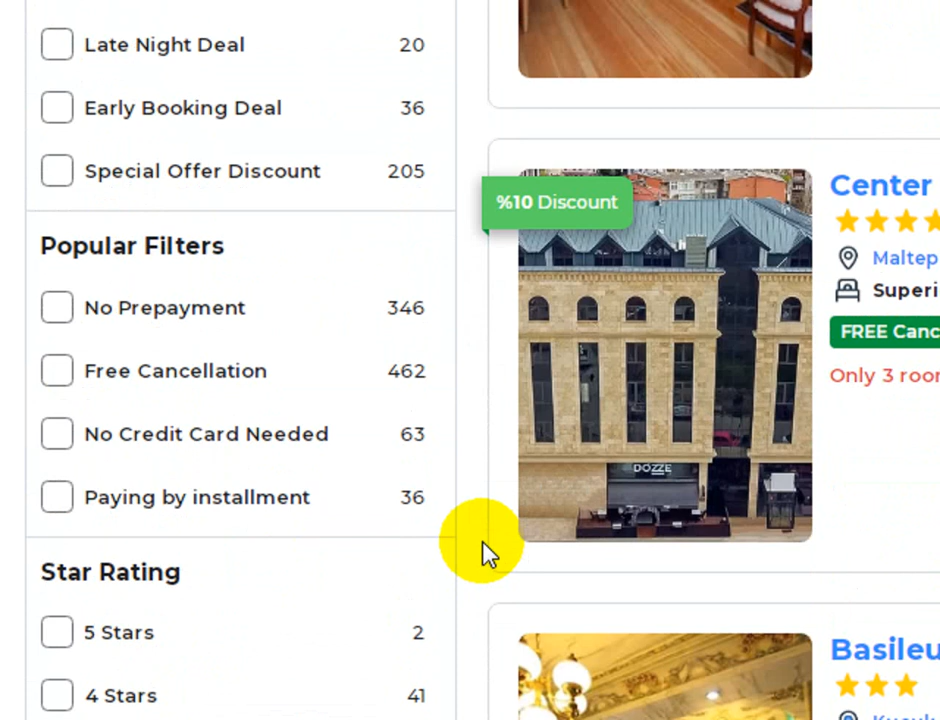 Late Night Deal 20
Early Booking Deal 36
Special Offer Discount 205
Popular Filters
No Prepayment 346
Free Cancellation 462
No Credit Card Needed 63
Paying by installment 36
Star Rating
5 Stars 2
4 Stars 41
%10 Discount
DOZZE
Center
Maltep
Superi
FREE Canc
Only 3 roor
Basileu